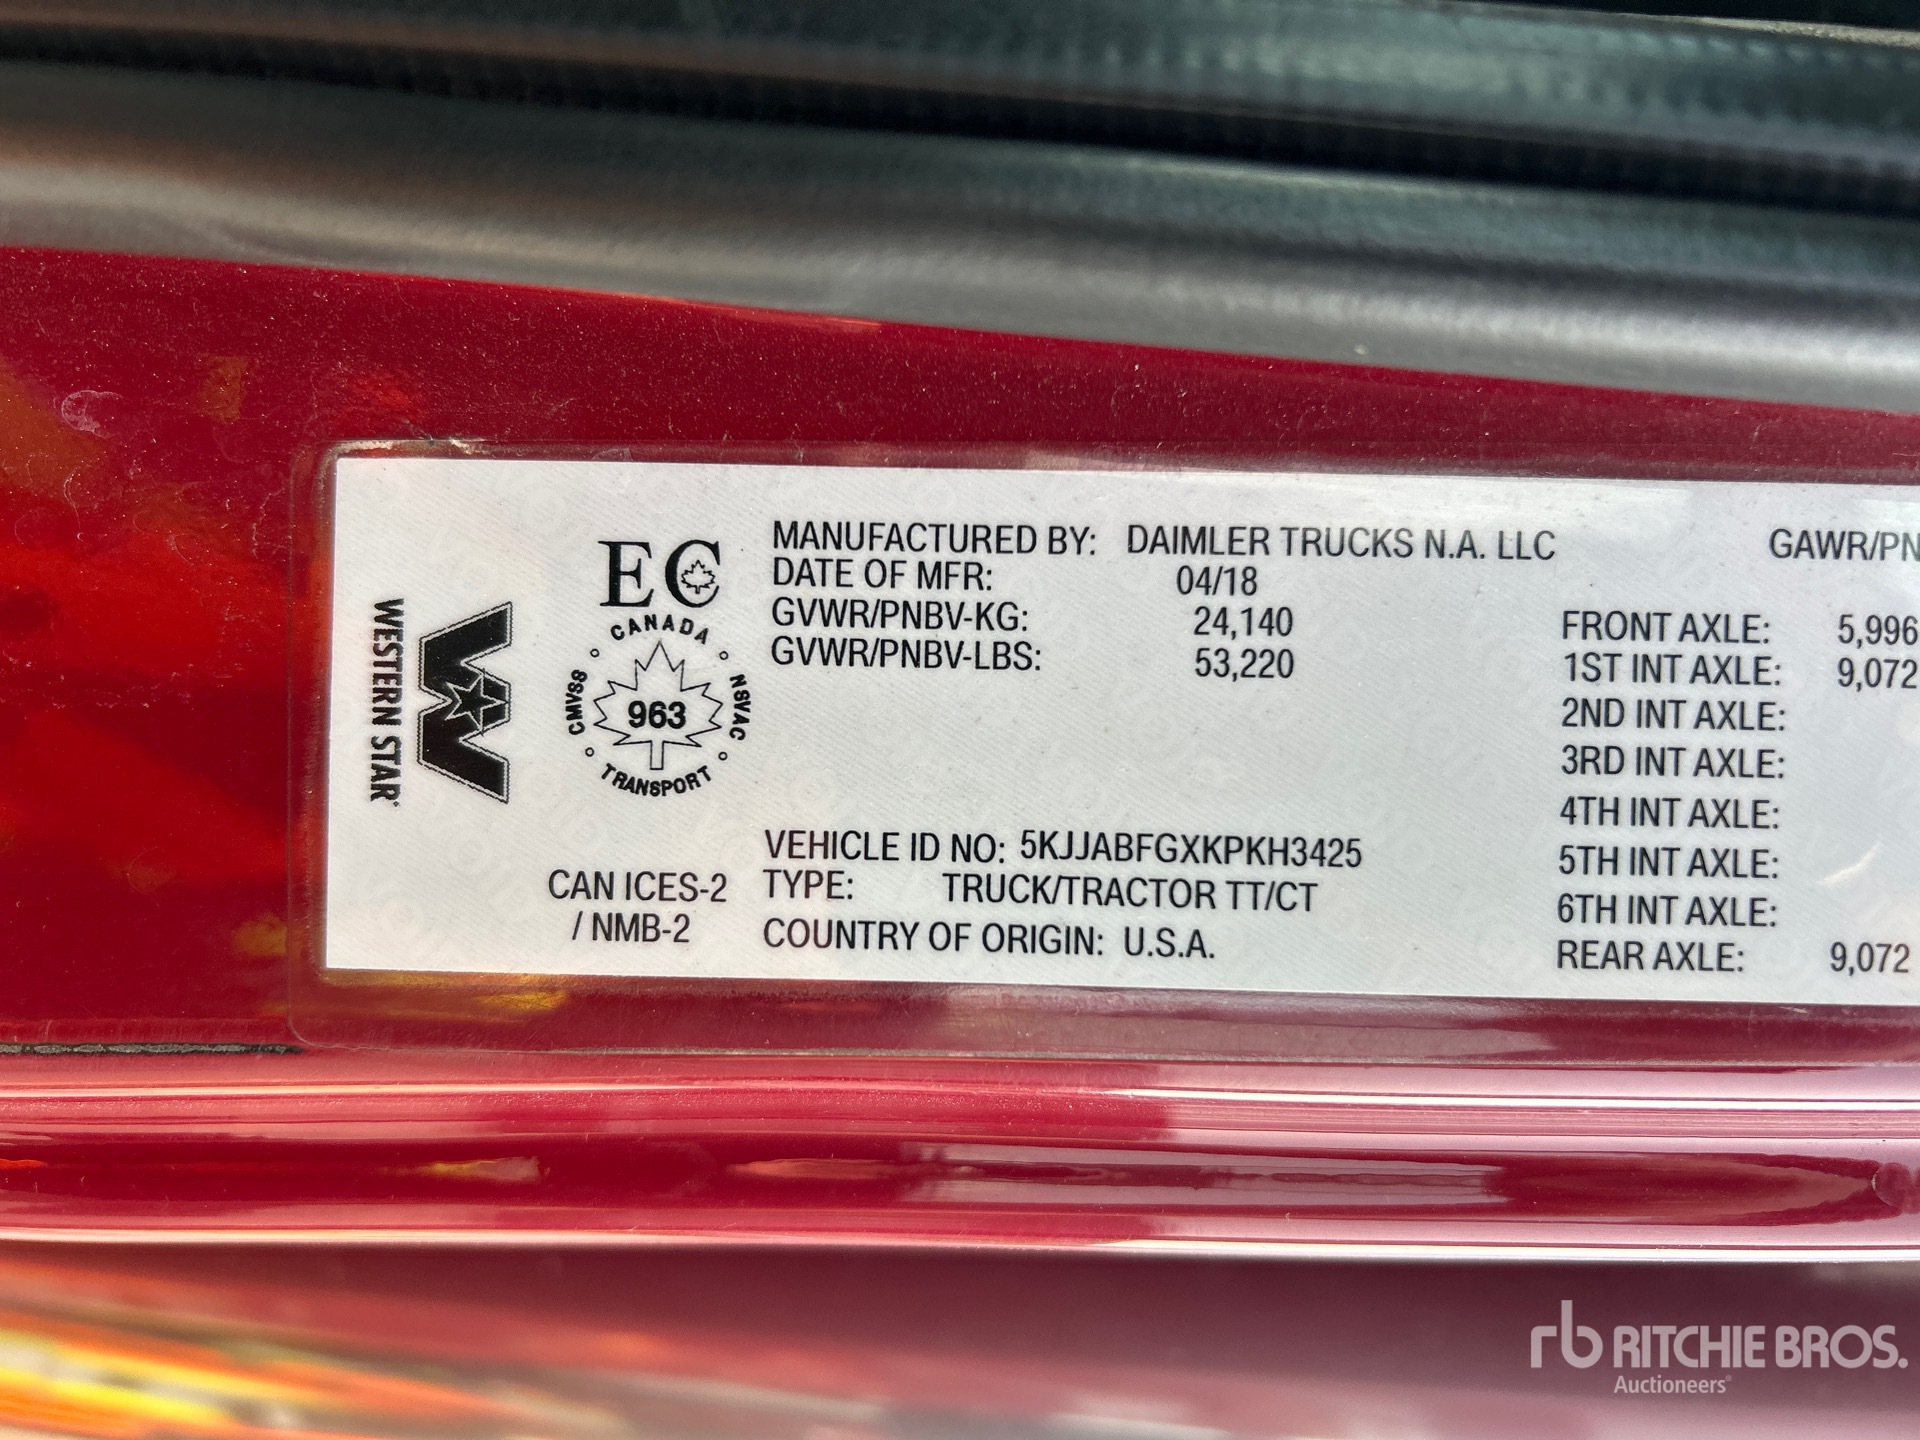 WESTERN STAR
EC
CANADA
CMVSS
NSVAC
963
TRANSPORT
CAN ICES-2
/ NMB-2
MANUFACTURED BY: DAIMLER TRUCKS N.A. LLC
DATE OF MFR: 04/18
GVWR/PNBV-KG: 24,140
GVWR/PNBV-LBS: 53,220
VEHICLE ID NO: 5KJJABFGXKPKH3425
TYPE: TRUCK/TRACTOR TT/CT
COUNTRY OF ORIGIN: U.S.A.
GAWR/PN
FRONT AXLE: 5,996
1ST INT AXLE: 9,072
2ND INT AXLE:
3RD INT AXLE:
4TH INT AXLE:
5TH INT AXLE:
6TH INT AXLE:
REAR AXLE: 9,072
rb RITCHIE BROS.
Auctioneers